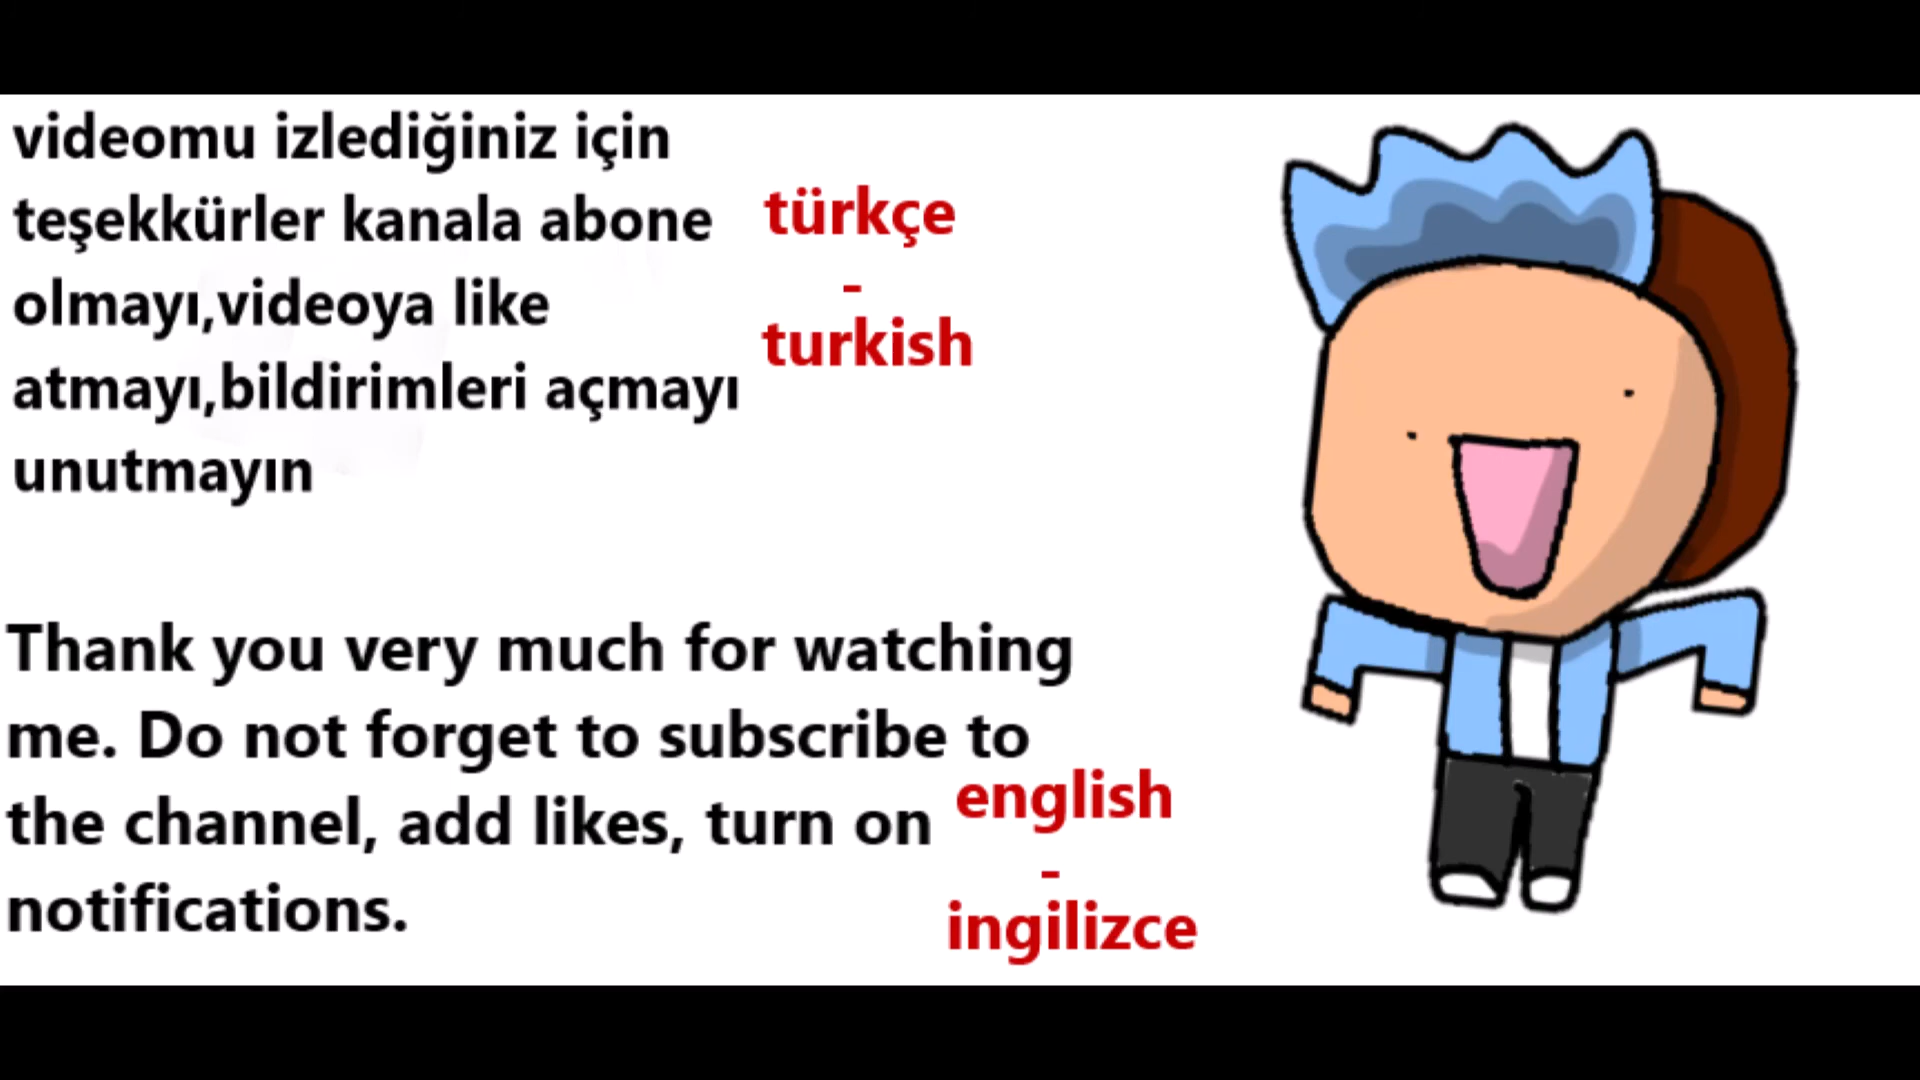 videomu izlediğiniz için
teşekkürler kanala abone
olmayı,videoya like
atmayı,bildirimleri açmayı
unutmayın
türkçe
-
turkish
Thank you very much for watching
me. Do not forget to subscribe to
the channel, add likes, turn on
notifications.
english
-
ingilizce